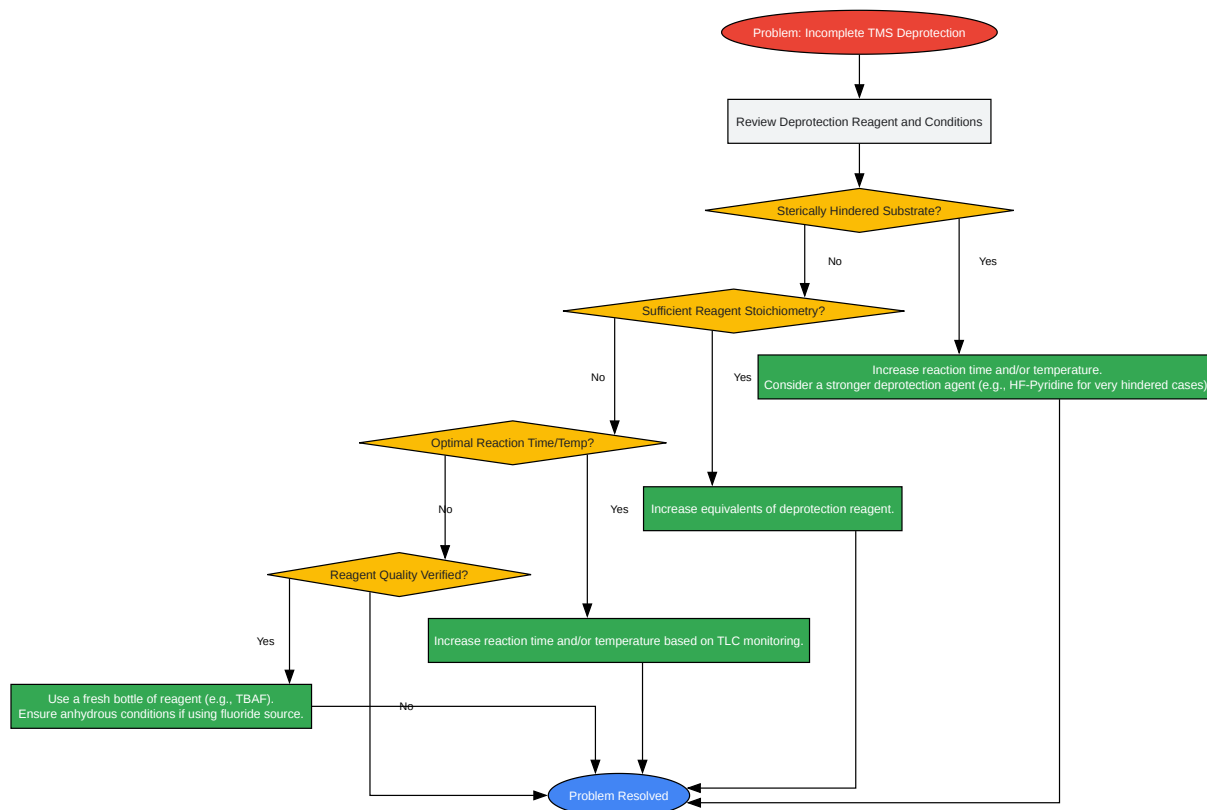 Problem: Incomplete TMS Deprotection
Review Deprotection Reagent and Conditions
Sterically Hindered Substrate?
No
Yes
Sufficient Reagent Stoichiometry?
No
Yes
Increase reaction time and/or temperature.
Consider a stronger deprotection agent (e.g., HF-Pyridine for very hindered cases)
Optimal Reaction Time/Temp?
No
Yes
Increase equivalents of deprotection reagent.
Reagent Quality Verified?
Yes
Increase reaction time and/or temperature based on TLC monitoring.
Use a fresh bottle of reagent (e.g., TBAF).
Ensure anhydrous conditions if using fluoride source.
No
Problem Resolved